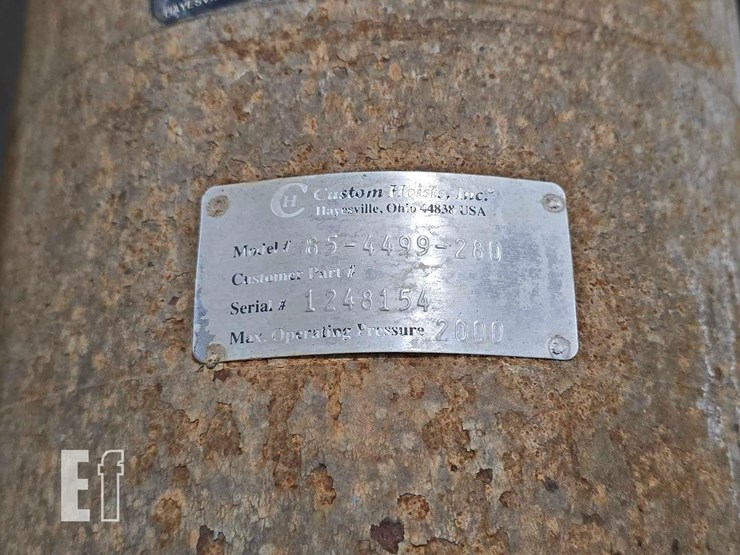 HAYESVI
CH Custom Hoists, Inc.
Hayesville, Ohio 44838 USA
Model # 85-4499-280
Customer Part #
Serial # 1248154
Max. Operating Pressure 2000
Ef